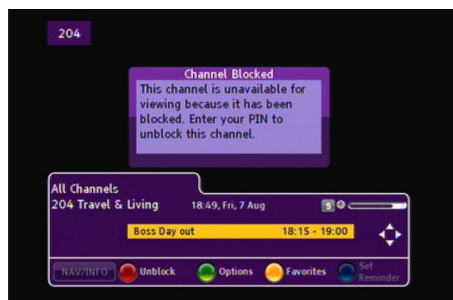 204
Channel Blocked
This channel is unavailable for
viewing because it has been
blocked. Enter your PIN to
unblock this channel.
All Channels
204 Travel & Living 18:49, Fri, 7 Aug S
Boss Day out 18:15 - 19:00
NAV/INFO Unblock Options Favorites Set
Reminder